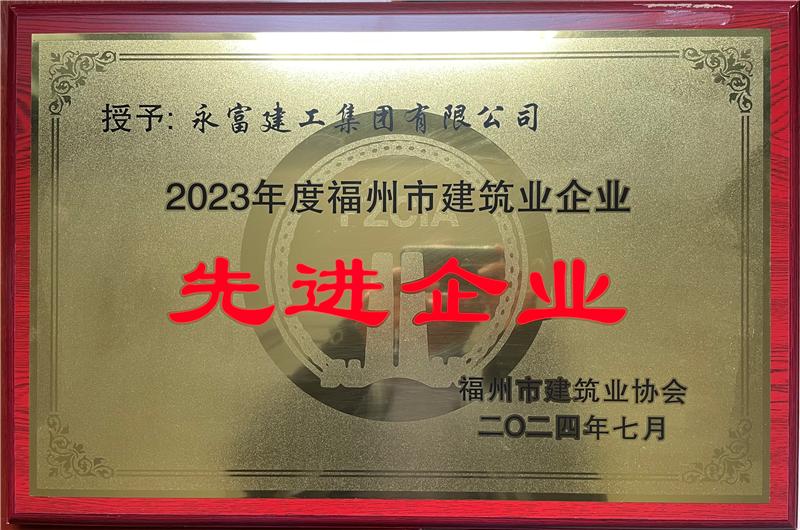 授予: 永富建工集团有限公司
2023年度福州市建筑业企业
FZCIA
先进企业
福州市建筑业协会
二〇二四年七月